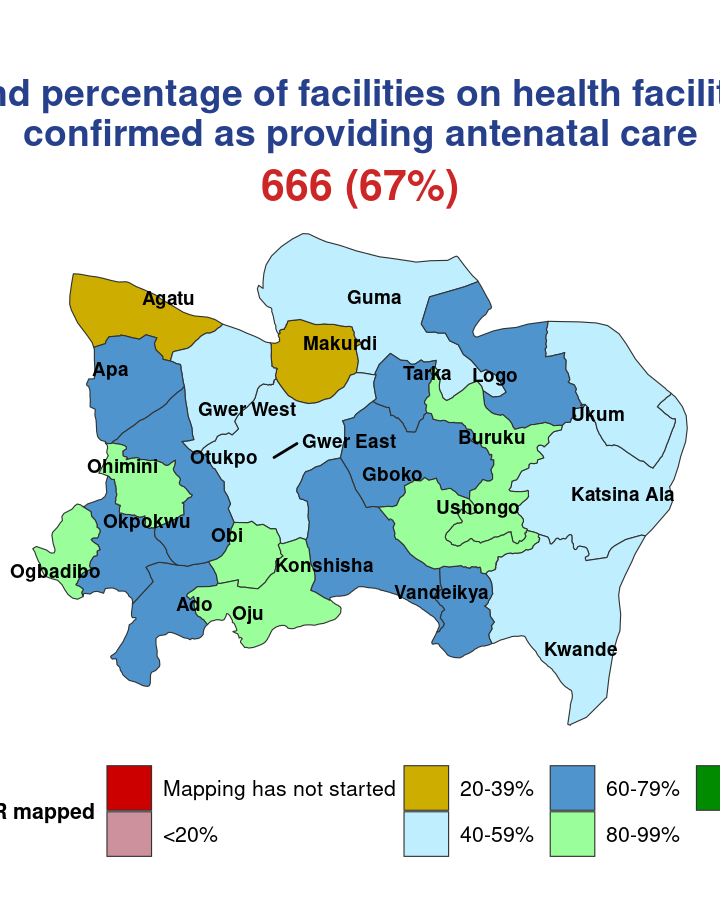 nd percentage of facilities on health facilit
confirmed as providing antenatal care
666 (67%)
Guma
Agatu
Makurdi
Apa
Tarka
Logo
Gwer West
Ukum
Gwer East
Buruku
Otukpo
Ohimini
Gboko
Katsina Ala
Ushongo
Okpokwu
Obi
Konshisha
Ogbadibo
Vandeikya
Ado
Oju
Kwande
R mapped
Mapping has not started
20-39%
60-79%
<20%
40-59%
80-99%